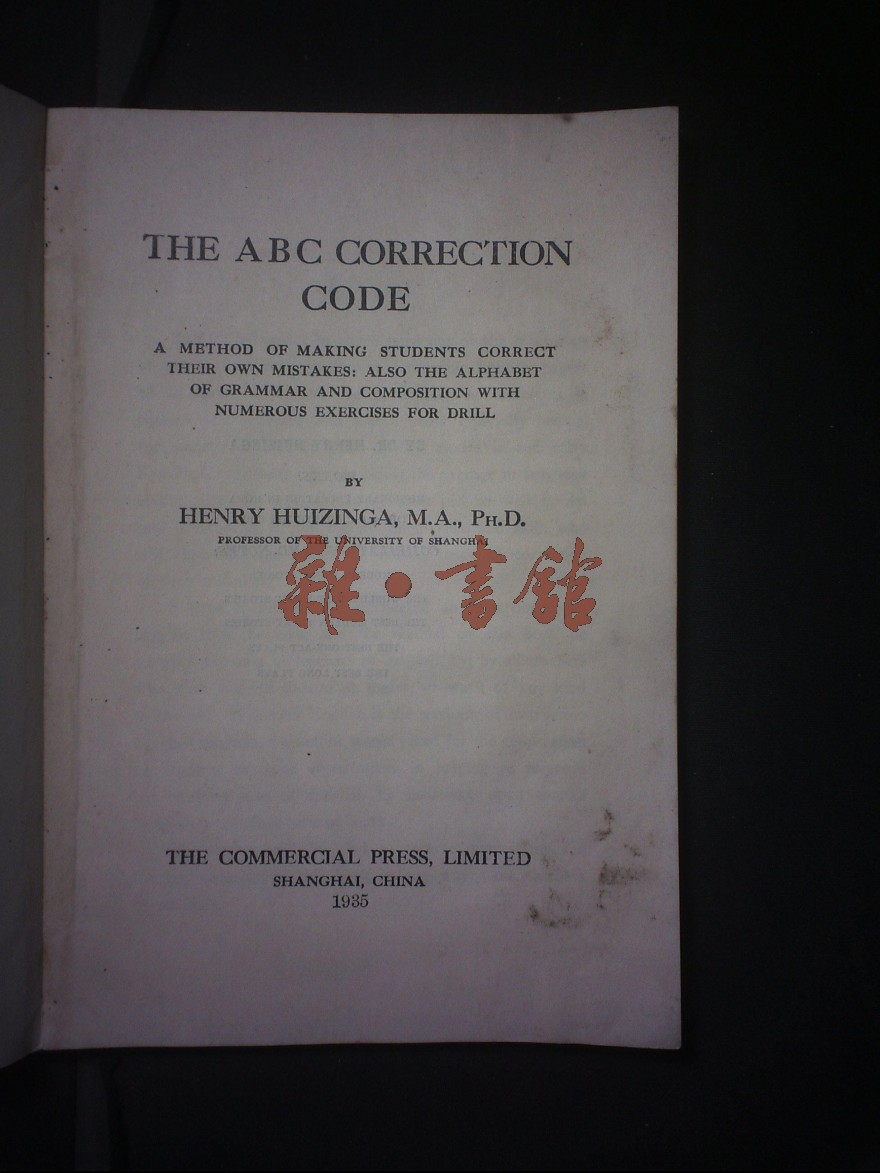 THE ABC CORRECTION
CODE
A METHOD OF MAKING STUDENTS CORRECT
THEIR OWN MISTAKES: ALSO THE ALPHABET
OF GRAMMAR AND COMPOSITION WITH
NUMEROUS EXERCISES FOR DRILL
BY
HENRY HUIZINGA, M.A., PH.D.
PROFESSOR OF THE UNIVERSITY OF SHANGHAI
雜·書館
THE COMMERCIAL PRESS, LIMITED
SHANGHAI, CHINA
1935